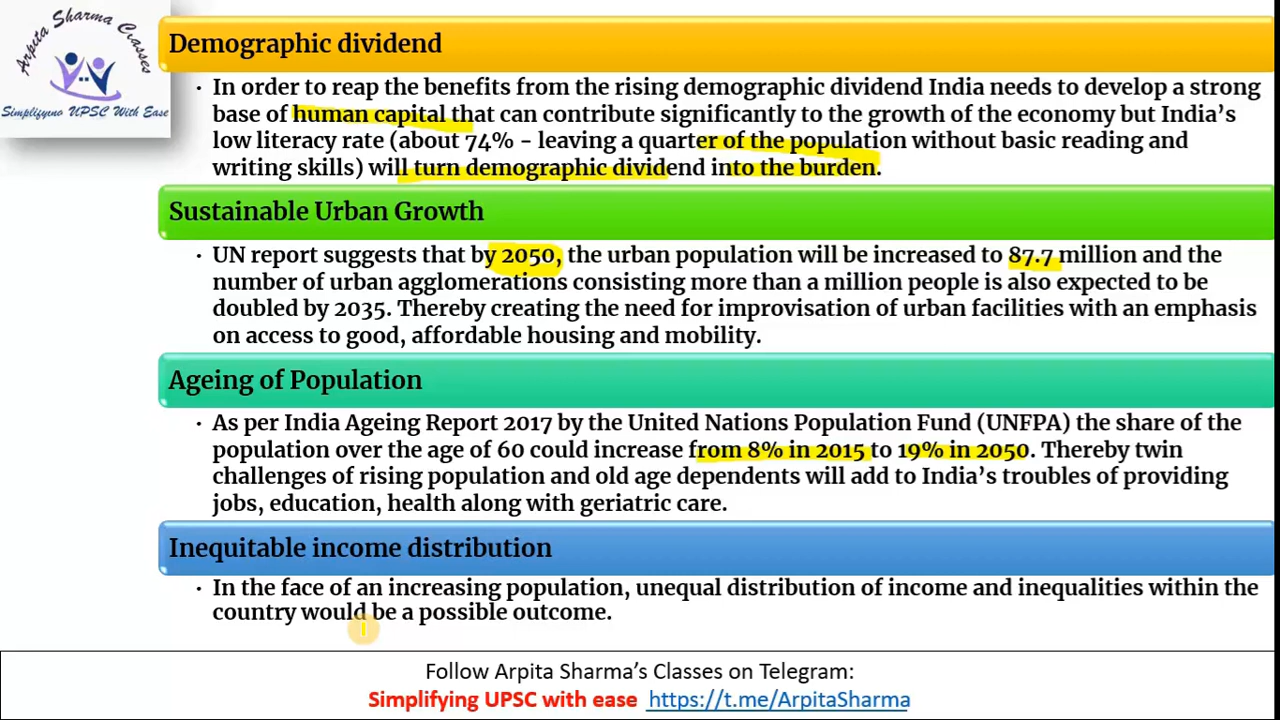 Arpita Sharma Classes
Simplifying UPSC With Ease
Demographic dividend
· In order to reap the benefits from the rising demographic dividend India needs to develop a strong
base of human capital that can contribute significantly to the growth of the economy but India's
low literacy rate (about 74% - leaving a quarter of the population without basic reading and
writing skills) will turn demographic dividend into the burden.
Sustainable Urban Growth
· UN report suggests that by 2050, the urban population will be increased to 87.7 million and the
number of urban agglomerations consisting more than a million people is also expected to be
doubled by 2035. Thereby creating the need for improvisation of urban facilities with an emphasis
on access to good, affordable housing and mobility.
Ageing of Population
· As per India Ageing Report 2017 by the United Nations Population Fund (UNFPA) the share of the
population over the age of 60 could increase from 8% in 2015 to 19% in 2050. Thereby twin
challenges of rising population and old age dependents will add to India's troubles of providing
jobs, education, health along with geriatric care.
Inequitable income distribution
· In the face of an increasing population, unequal distribution of income and inequalities within the
country would be a possible outcome.
Follow Arpita Sharma's Classes on Telegram:
Simplifying UPSC with ease https://t.me/ArpitaSharma